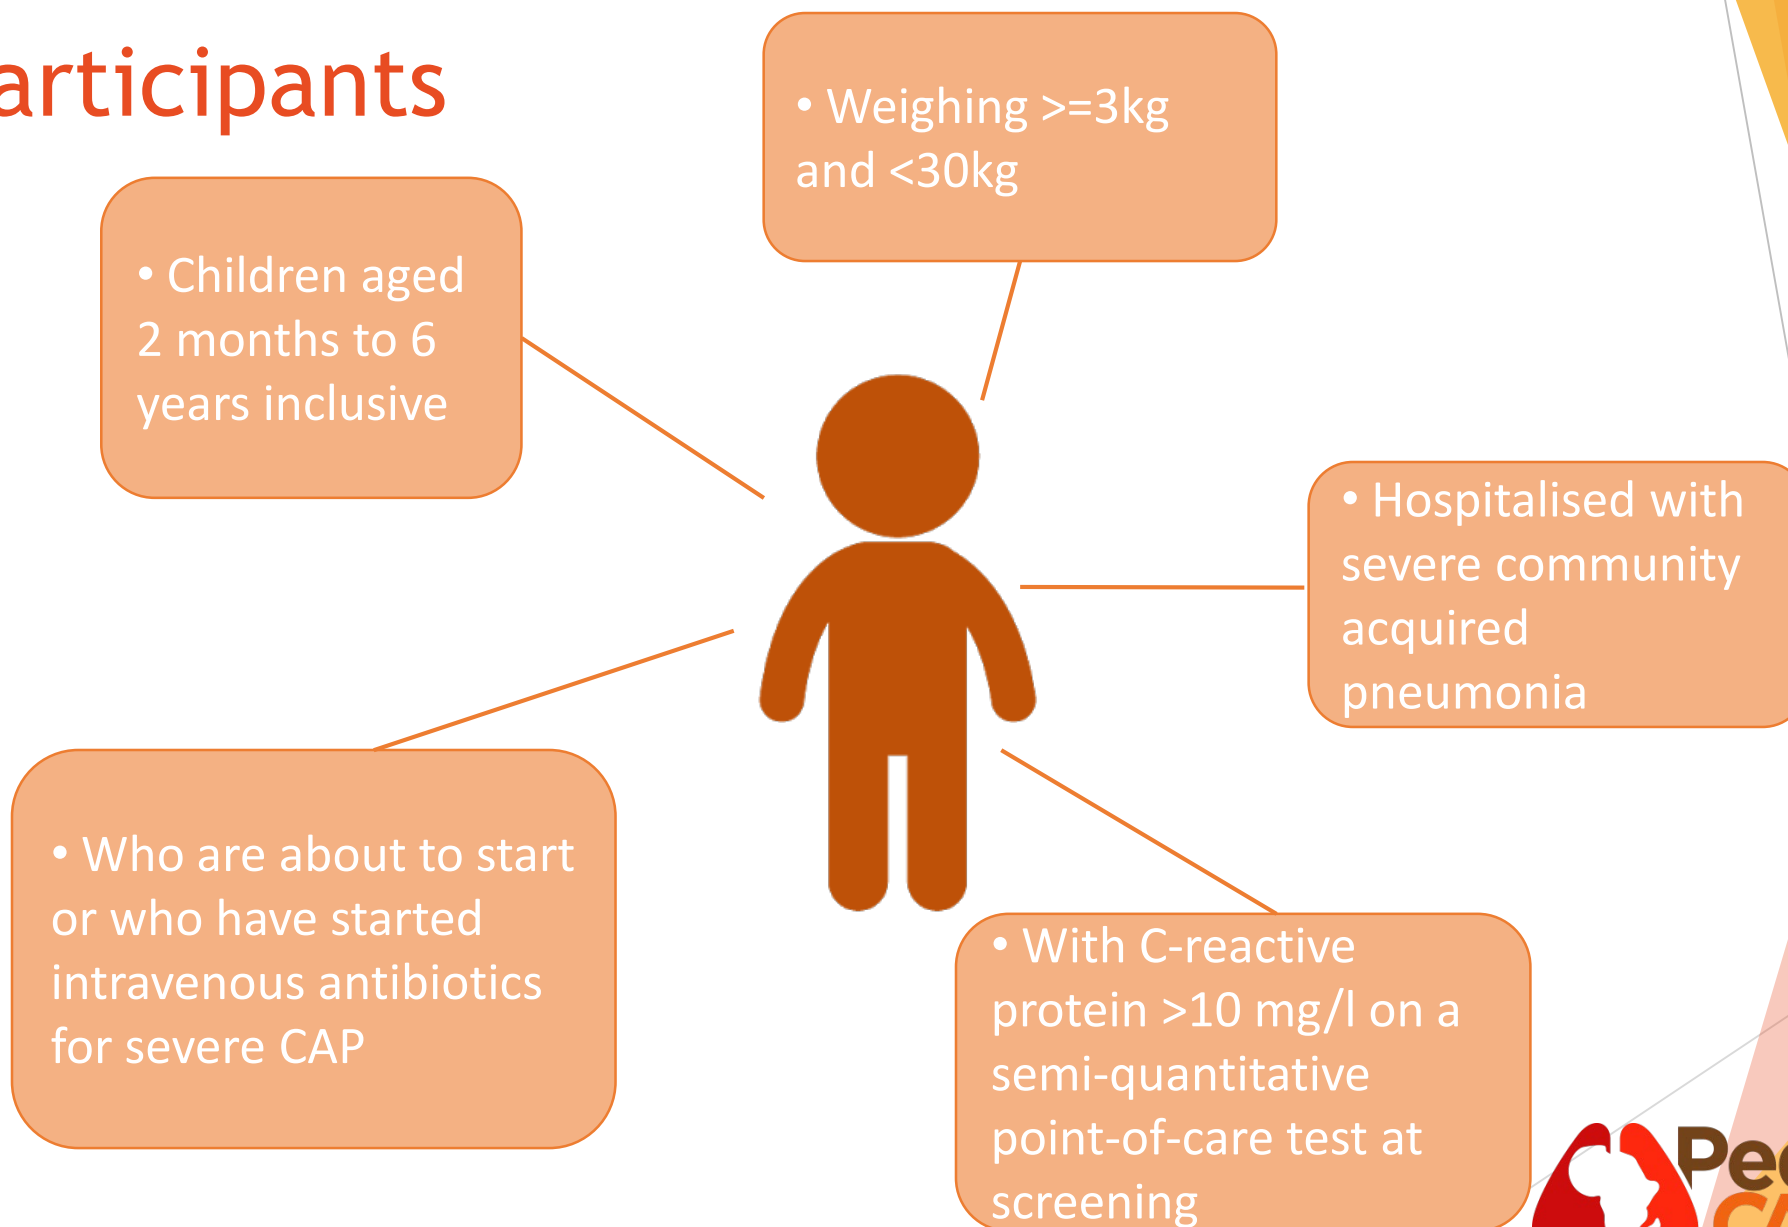 articipants
• Weighing >=3kg
and <30kg
• Children aged
2 months to 6
years inclusive
• Hospitalised with
severe community
acquired
pneumonia
• Who are about to start
or who have started
intravenous antibiotics
for severe CAP
• With C-reactive
protein >10 mg/l on a
semi-quantitative
point-of-care test at
screening